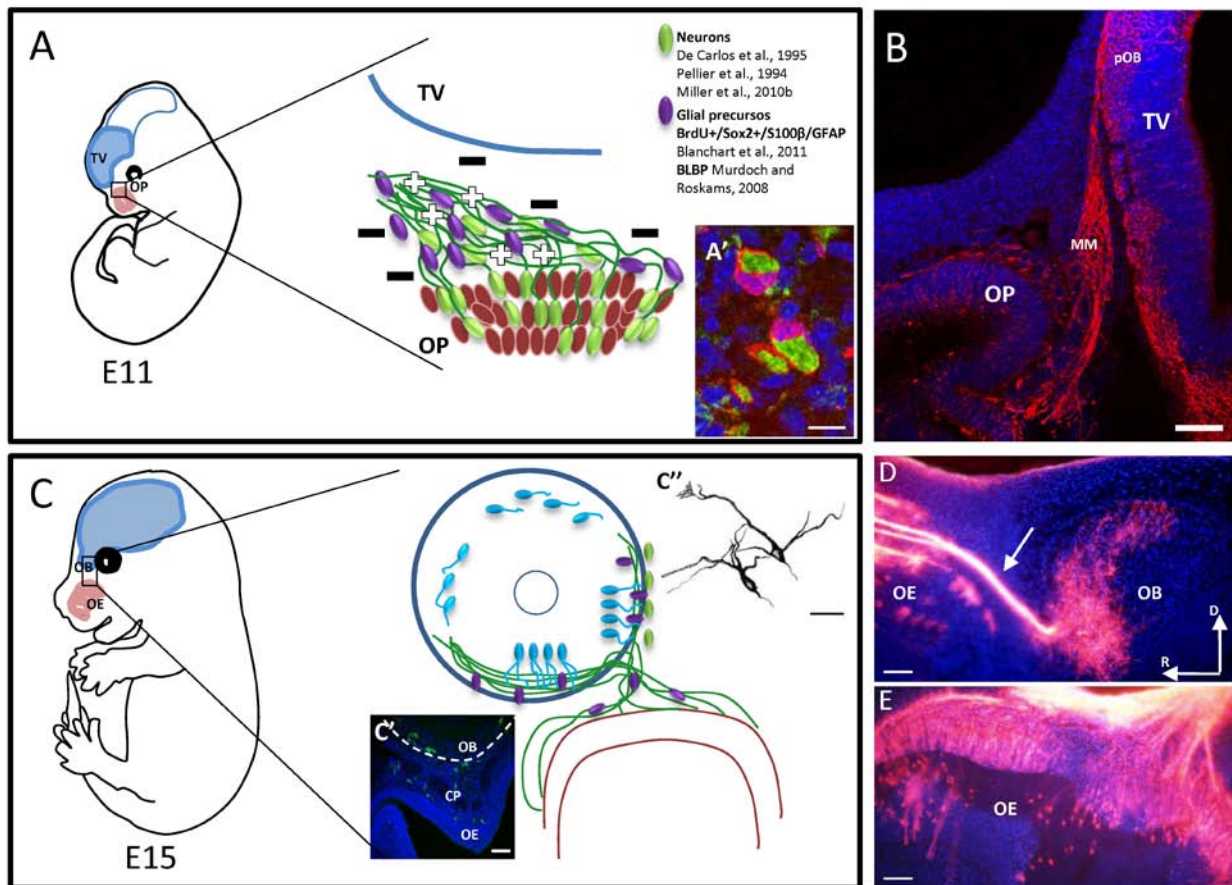 A
TV
OP
E11
TV
OP
Neurons
De Carlos et al., 1995
Pellier et al., 1994
Miller et al., 2010b
Glial precursos
BrdU+/Sox2+/S100β/GFAP
Blanchart et al., 2011
BLBP Murdoch and
Roskams, 2008
A'
B
pOB
TV
MM
OP
C
OB
OE
E15
C''
C'
OB
CP
OE
D
OE
OB
D
R
E
OE